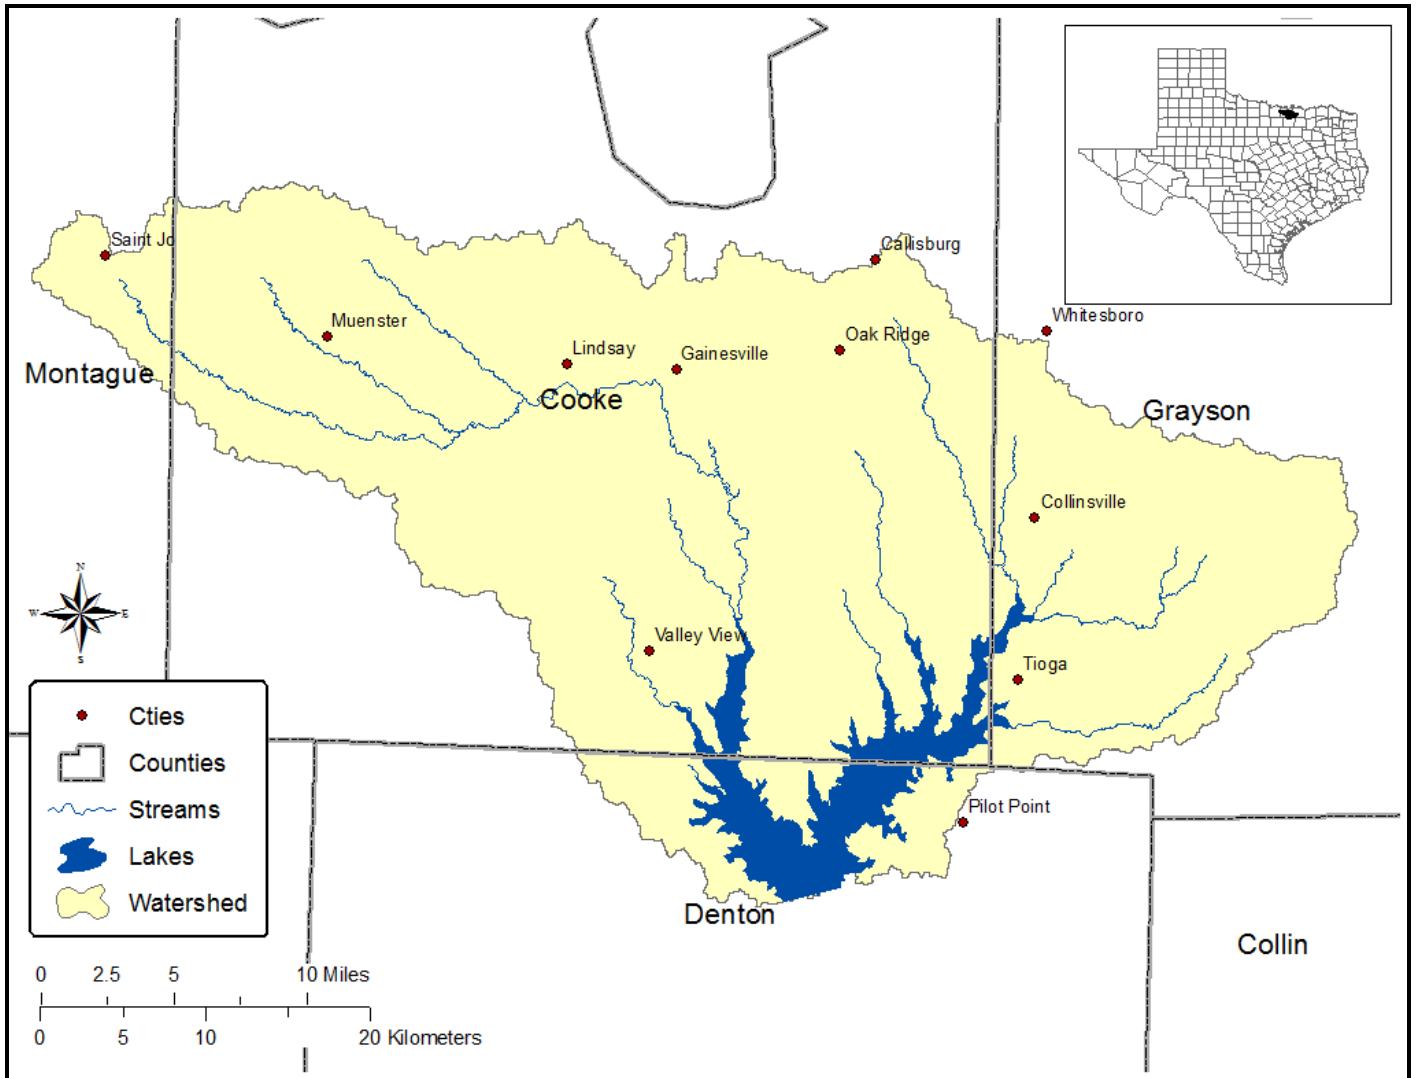 Saint Jo
Callisburg
Whitesboro
Muenster
Oak Ridge
Lindsay
Gainesville
Montague
Cooke
Grayson
Collinsville
N
W
E
S
Valley View
Tioga
Cties
Counties
Streams
Lakes
Watershed
Pilot Point
Denton
Collin
0 2.5 5 10 Miles
0 5 10 20 Kilometers